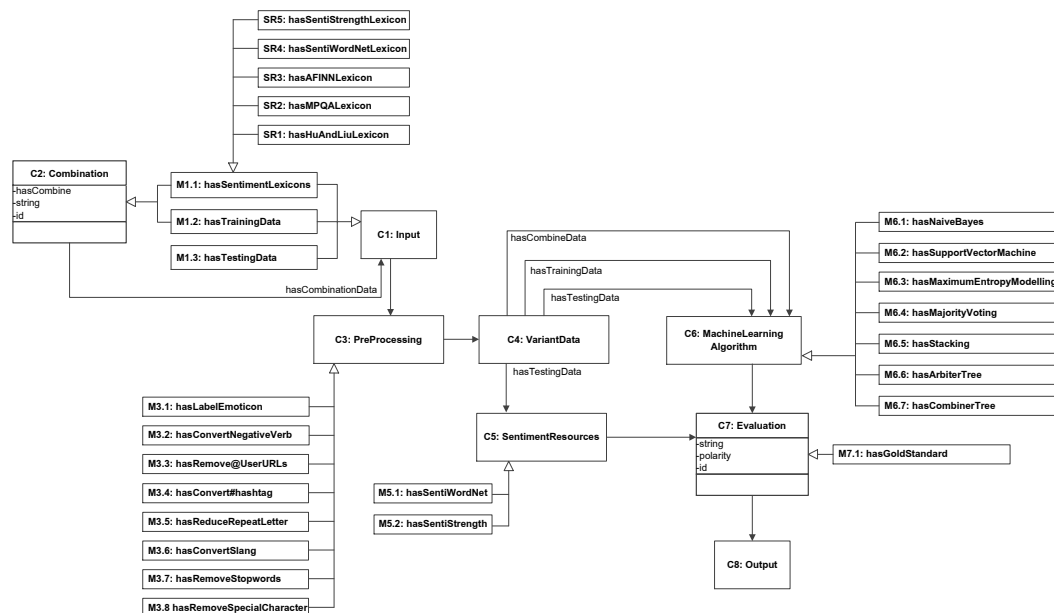 SR5: hasSentiStrengthLexicon
SR4: hasSentiWordNetLexicon
SR3: hasAFINNLexicon
SR2: hasMPQALexicon
SR1: hasHuAndLiuLexicon
C2: Combination
-hasCombine
-string
-id
M1.1: hasSentimentLexicons
M1.2: hasTrainingData
M1.3: hasTestingData
C1: Input
hasCombinationData
hasCombineData
hasTrainingData
hasTestingData
M6.1: hasNaiveBayes
M6.2: hasSupportVectorMachine
M6.3: hasMaximumEntropyModelling
M6.4: hasMajorityVoting
M6.5: hasStacking
M6.6: hasArbiterTree
M6.7: hasCombinerTree
C3: PreProcessing
C4: VariantData
C6: MachineLearning
Algorithm
hasTestingData
M3.1: hasLabelEmoticon
M3.2: hasConvertNegativeVerb
M3.3: hasRemove@UserURLs
M3.4: hasConvert#hashtag
M3.5: hasReduceRepeatLetter
M3.6: hasConvertSlang
M3.7: hasRemoveStopwords
M3.8 hasRemoveSpecialCharacter
C5: SentimentResources
M5.1: hasSentiWordNet
M5.2: hasSentiStrength
C7: Evaluation
-string
-polarity
-id
M7.1: hasGoldStandard
C8: Output